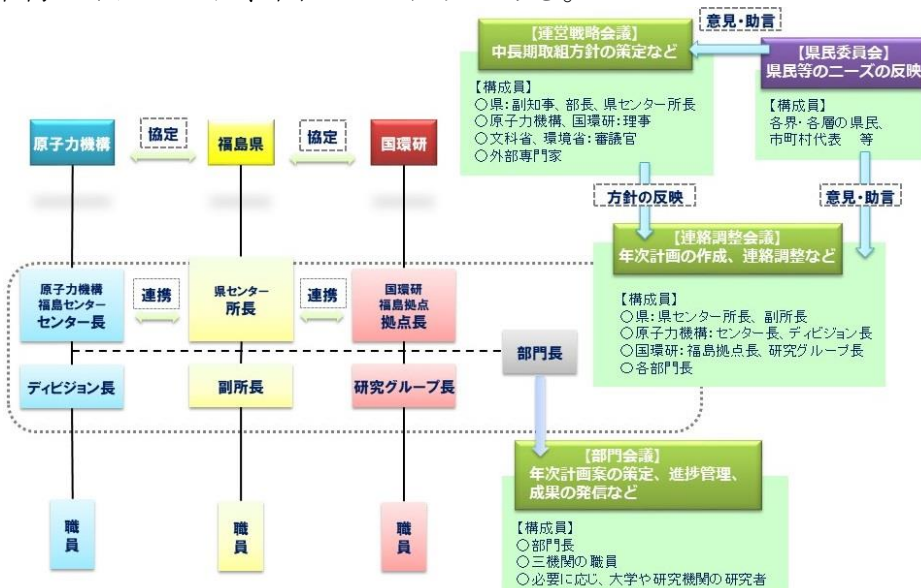 意見・助言
【運営戦略会議】
中長期取組方針の策定など
【県民委員会】
県民等のニーズの反映
【構成員】
○県:副知事、部長、県センター所長
○原子力機構、国環研:理事
○文科省、環境省:審議官
○外部専門家
【構成員】
各界・各層の県民、
市町村代表 等
原子力機構
協定
福島県
協定
国環研
方針の反映
意見・助言
【連絡調整会議】
年次計画の作成、連絡調整など
【構成員】
○県:県センター所長、副所長
○原子力機構:センター長、ディビジョン長
○国環研:福島拠点長、研究グループ長
○各部門長
原子力機構
福島センター
センター長
連携
県センター
所長
連携
国環研
福島拠点
拠点長
部門長
ディビジョン長
副所長
研究グループ長
【部門会議】
年次計画案の策定、進捗管理、
成果の発信など
【構成員】
○部門長
○三機関の職員
○必要に応じ、大学や研究機関の研究者
職
員
職
員
職
員